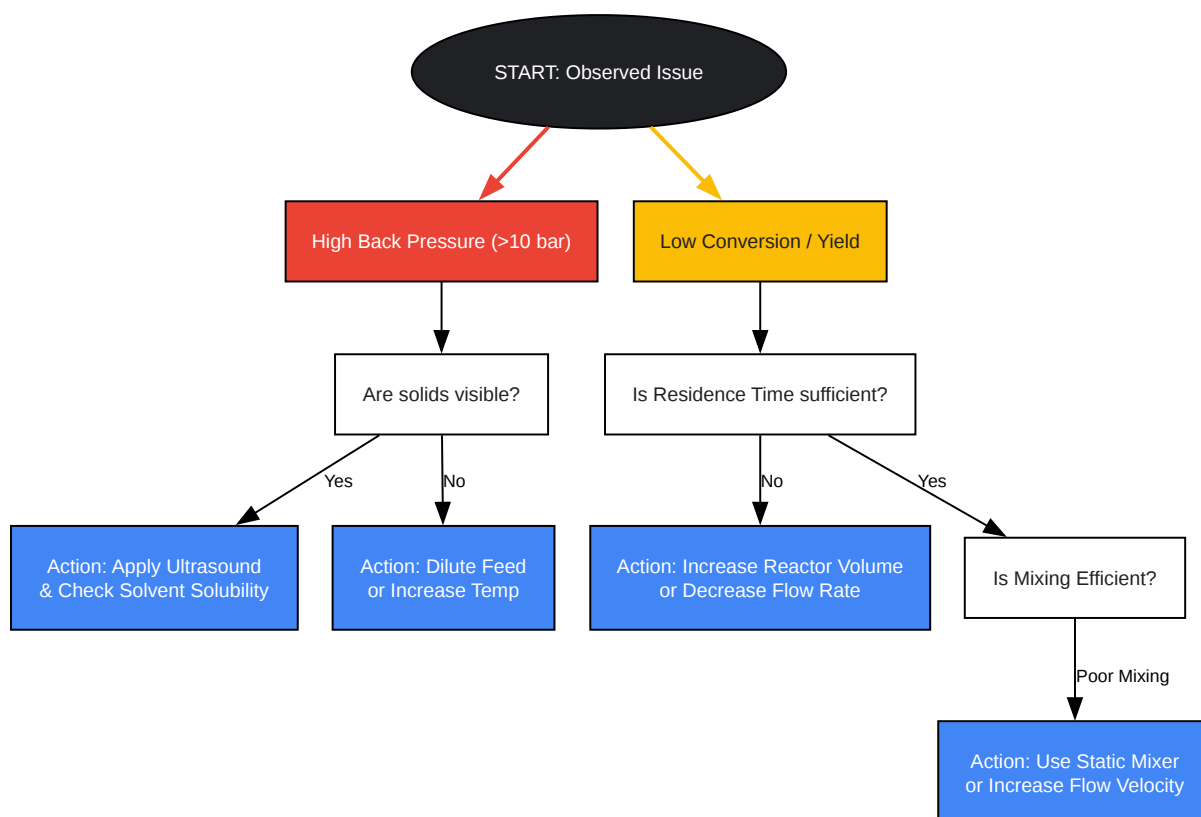 START: Observed Issue
High Back Pressure (>10 bar)
Low Conversion / Yield
Are solids visible?
Is Residence Time sufficient?
Yes
No
No
Yes
Action: Apply Ultrasound
& Check Solvent Solubility
Action: Dilute Feed
or Increase Temp
Action: Increase Reactor Volume
or Decrease Flow Rate
Is Mixing Efficient?
Poor Mixing
Action: Use Static Mixer
or Increase Flow Velocity